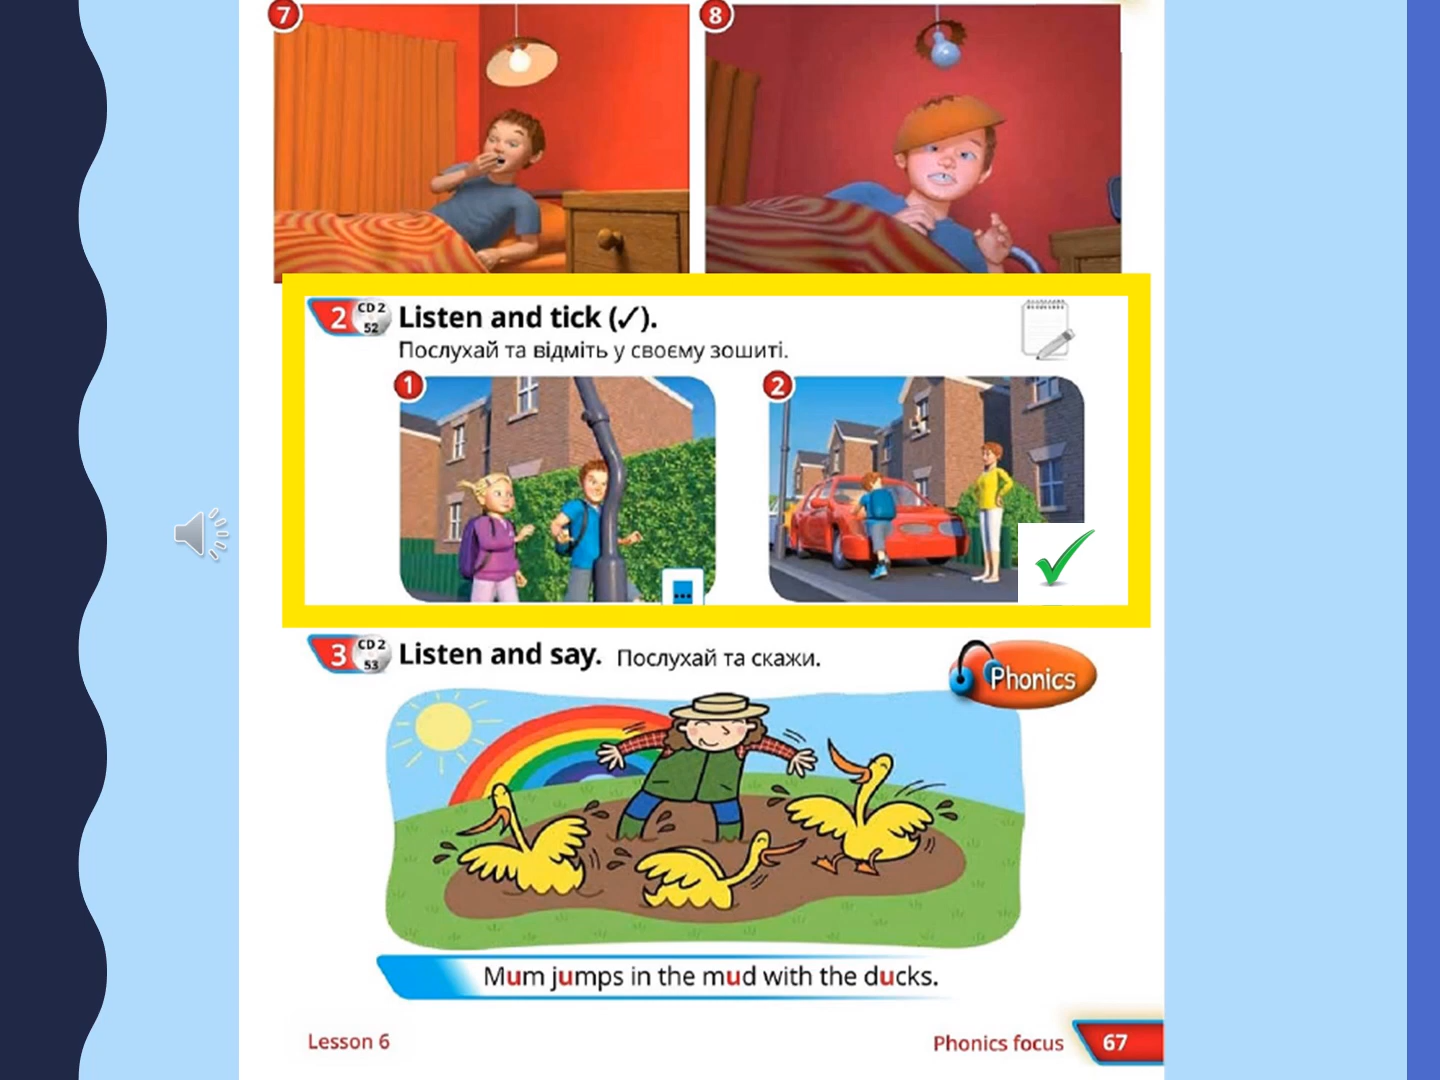 7
8
2 CD 2 52 Listen and tick (✓).
Послухай та відміть у своєму зошиті.
1
2
...
3 CD 2 53 Listen and say. Послухай та скажи.
Phonics
Mum jumps in the mud with the ducks.
Lesson 6
Phonics focus 67